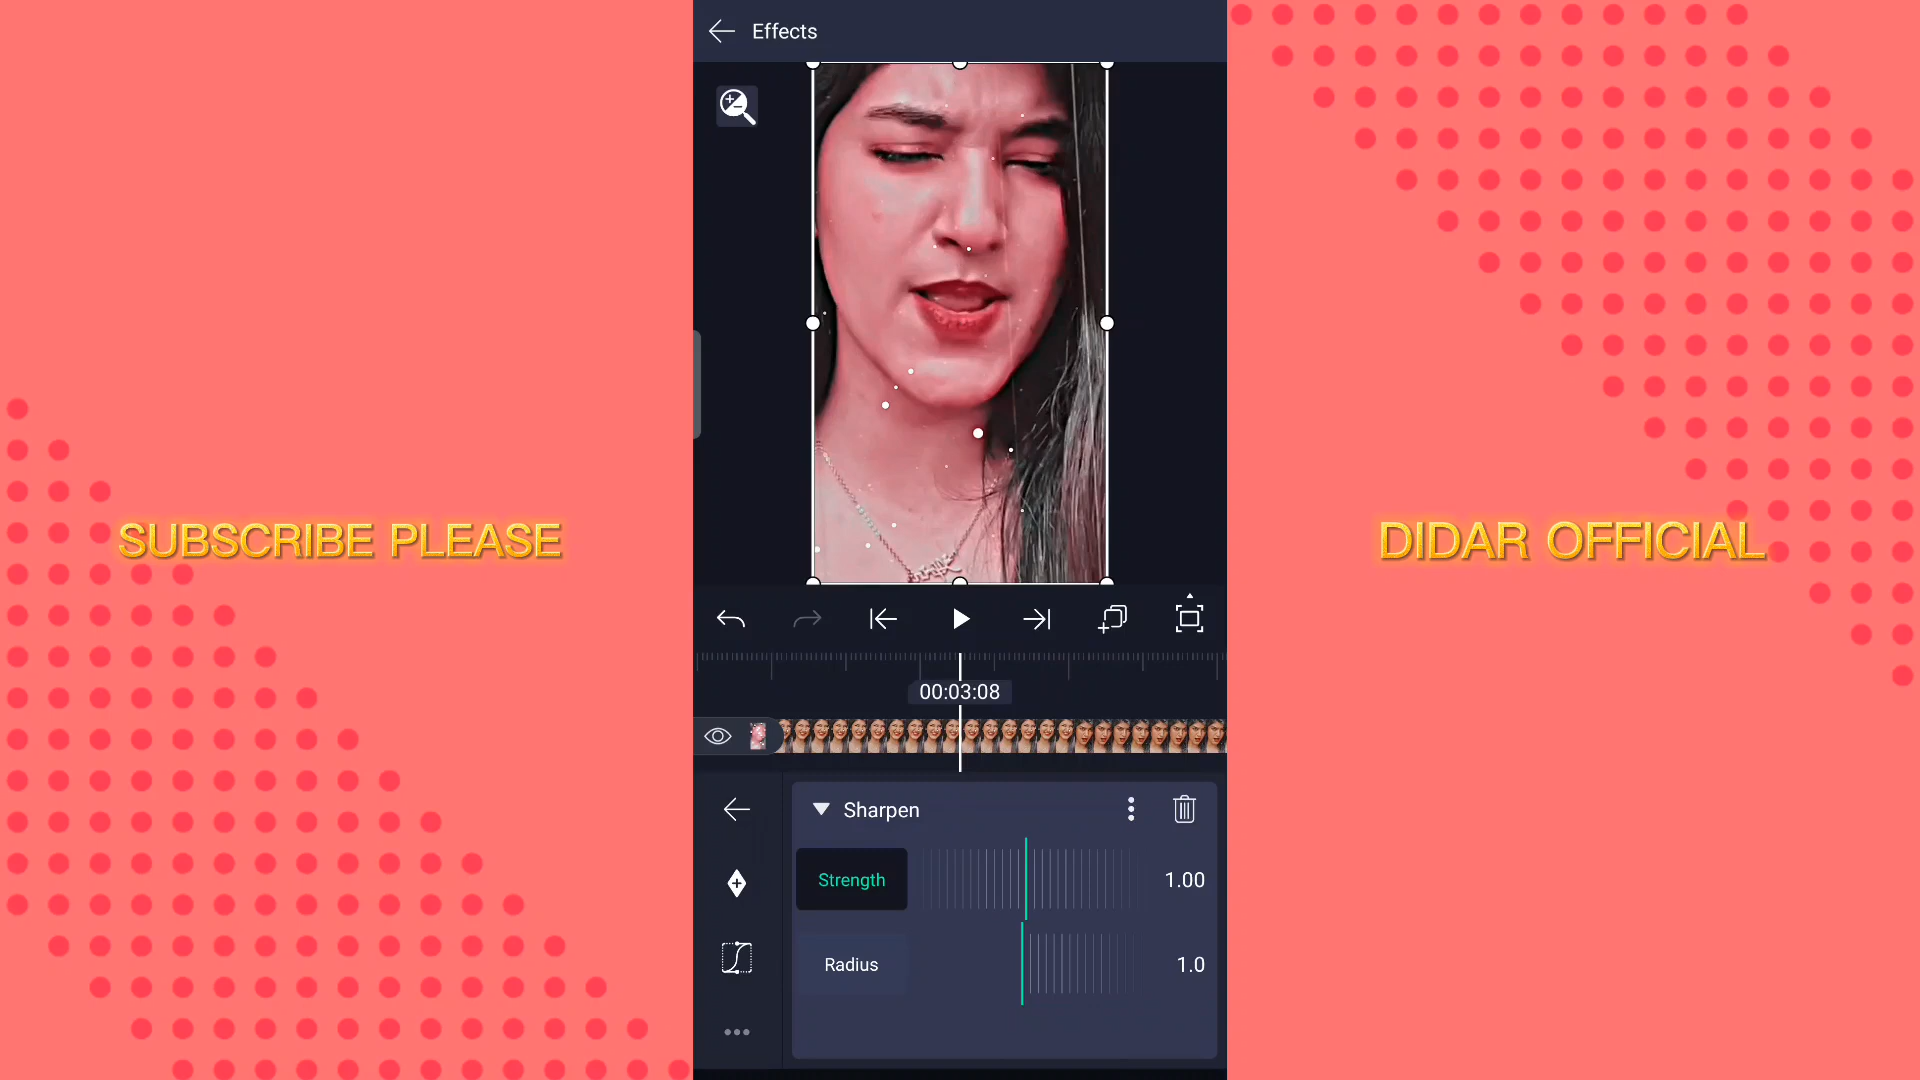 Effects
SUBSCRIBE PLEASE
DIDAR OFFICIAL
00:03:08
Sharpen
Strength
1.00
Radius
1.0